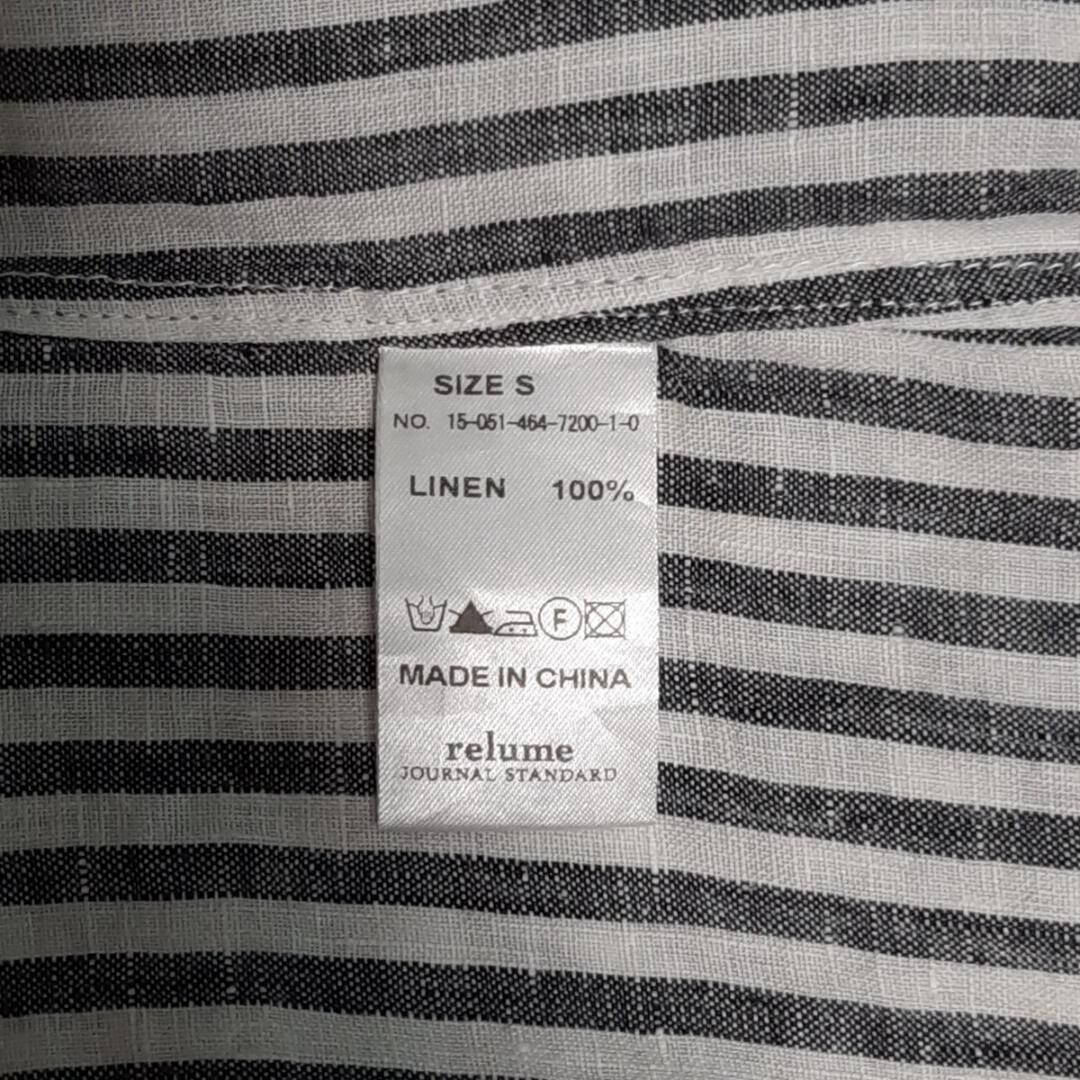 SIZE S
NO. 15-051-464-7200-1-0
LINEN 100%
F
MADE IN CHINA
relume
JOURNAL STANDARD